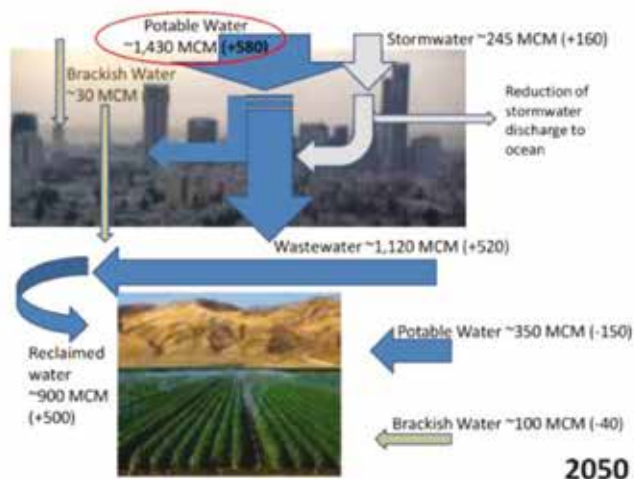 Potable Water
~1,430 MCM (+580)
Stormwater ~245 MCM (+160)
Brackish Water
~30 MCM
Reduction of
stormwater
discharge to
ocean
Wastewater ~1,120 MCM (+520)
Reclaimed
water
~900 MCM
(+500)
Potable Water ~350 MCM (-150)
Brackish Water ~100 MCM (-40)
2050